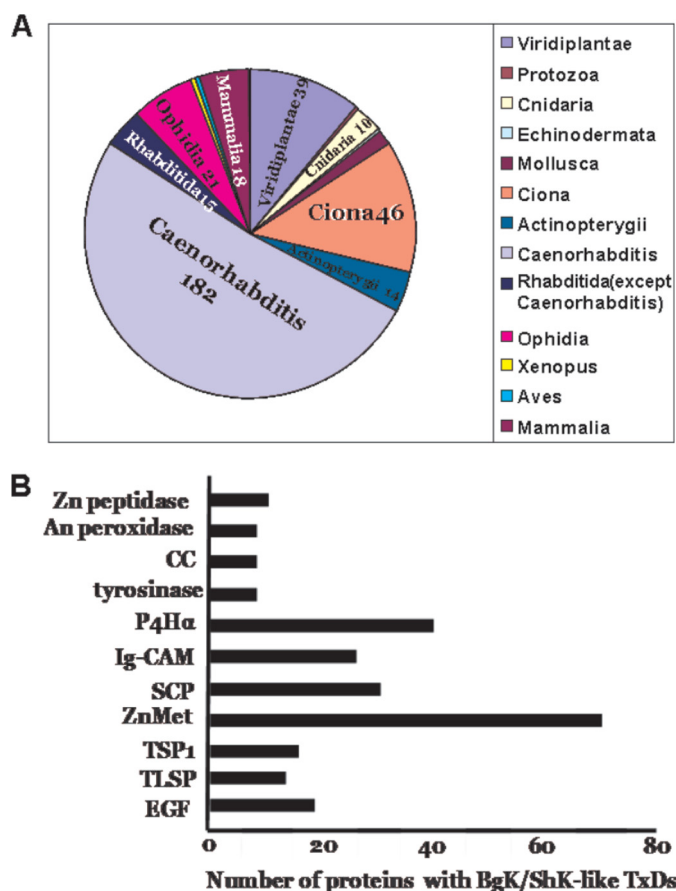 A
Viridiplantae 39
Cnidaria 10
Ciona 46
Actinopterygii 14
Caenorhabditis
182
Rhabditida 15
Ophidia 21
Mammalia 18
Viridiplantae
Protozoa
Cnidaria
Echinodermata
Mollusca
Ciona
Actinopterygii
Caenorhabditis
Rhabditida(except
Caenorhabditis)
Ophidia
Xenopus
Aves
Mammalia
B
Zn peptidase
An peroxidase
CC
tyrosinase
P4Hα
Ig-CAM
SCP
ZnMet
TSP1
TLSP
EGF
0 20 40 60 80
Number of proteins with BgK/ShK-like TxDs